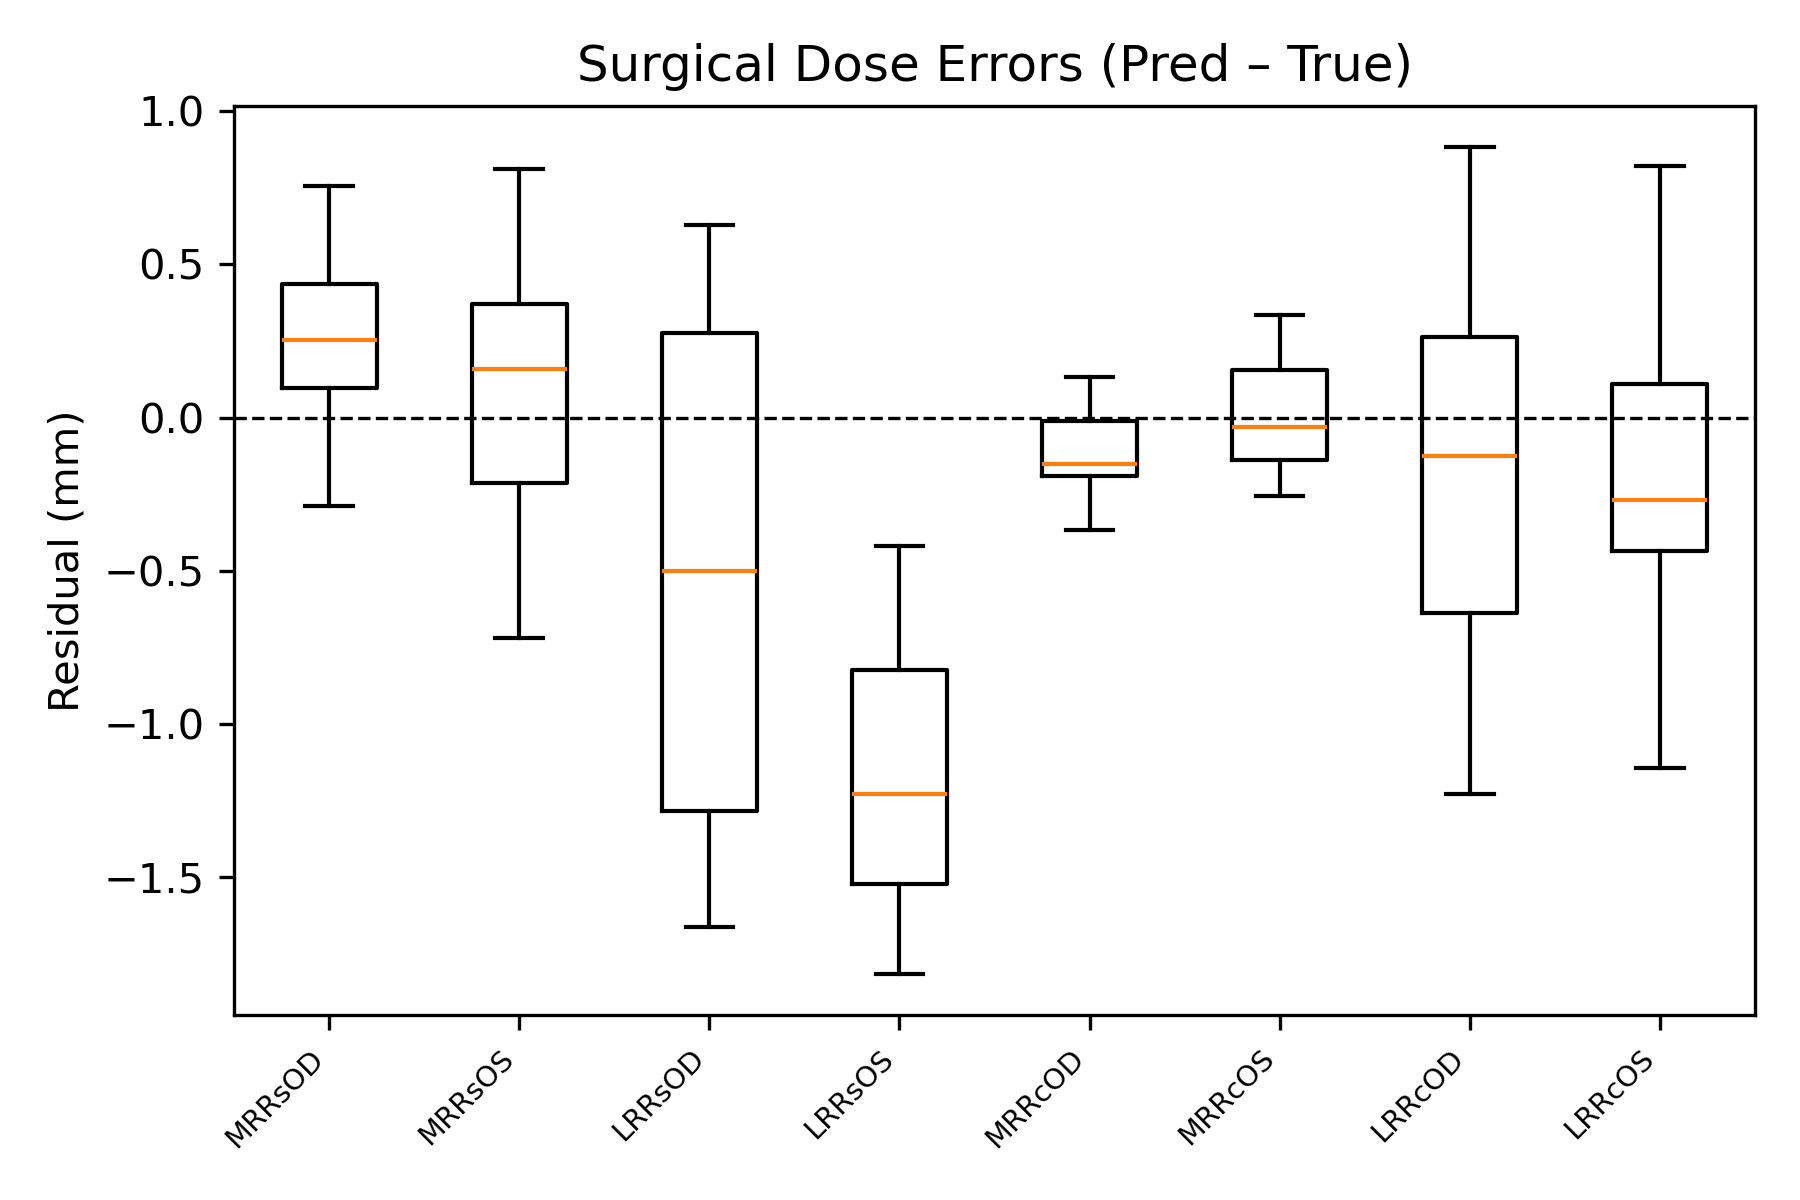 Surgical Dose Errors (Pred – True)
Residual (mm)
1.0
0.5
0.0
−0.5
−1.0
−1.5
MRRsOD
MRRsOS
LRRsOD
LRRsOS
MRRcOD
MRRcOS
LRRcOD
LRRcOS